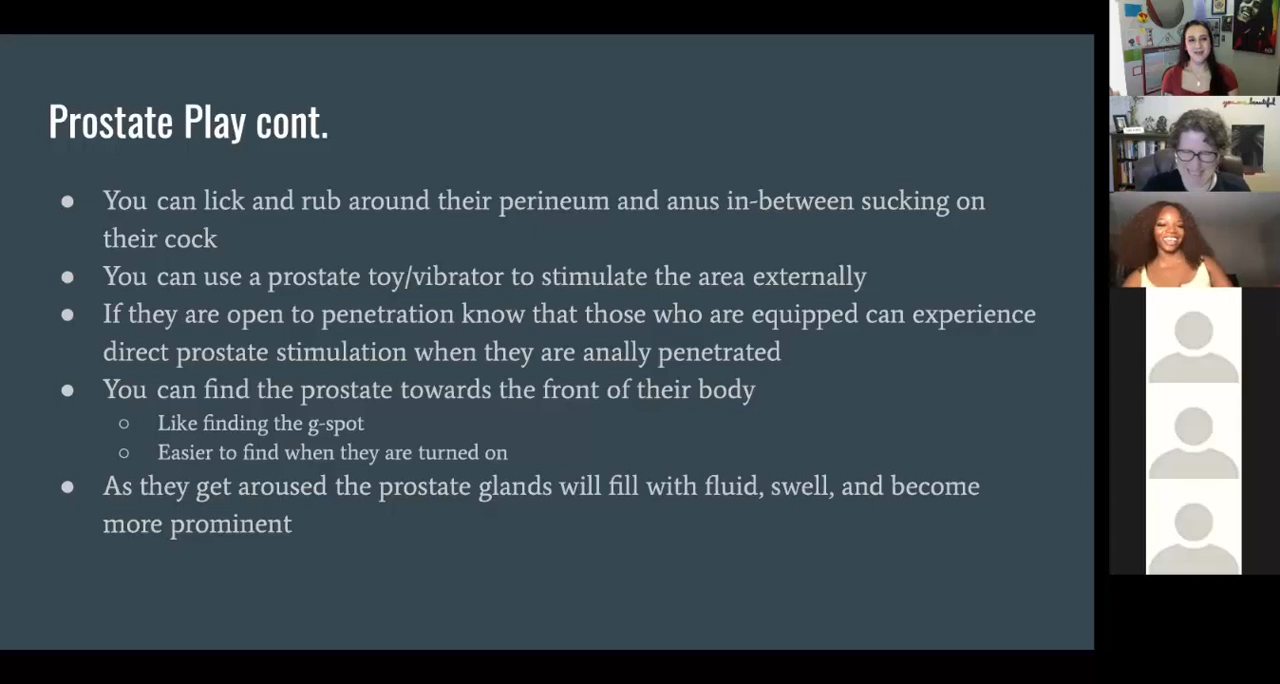 Prostate Play cont.
● You can lick and rub around their perineum and anus in-between sucking on
their cock
● You can use a prostate toy/vibrator to stimulate the area externally
● If they are open to penetration know that those who are equipped can experience
direct prostate stimulation when they are anally penetrated
● You can find the prostate towards the front of their body
○ Like finding the g-spot
○ Easier to find when they are turned on
● As they get aroused the prostate glands will fill with fluid, swell, and become
more prominent
you are beautiful